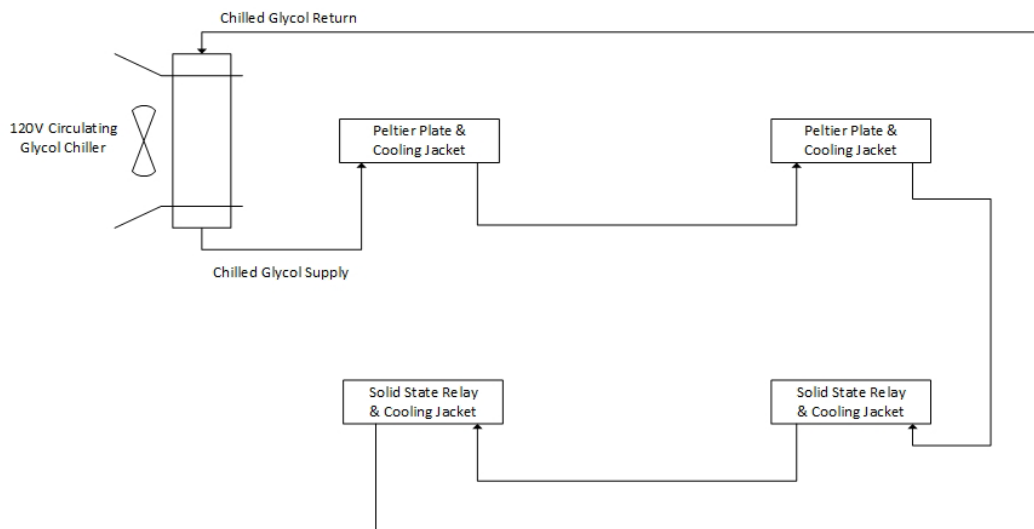 Chilled Glycol Return
120V Circulating
Glycol Chiller
Peltier Plate &
Cooling Jacket
Peltier Plate &
Cooling Jacket
Chilled Glycol Supply
Solid State Relay
& Cooling Jacket
Solid State Relay
& Cooling Jacket